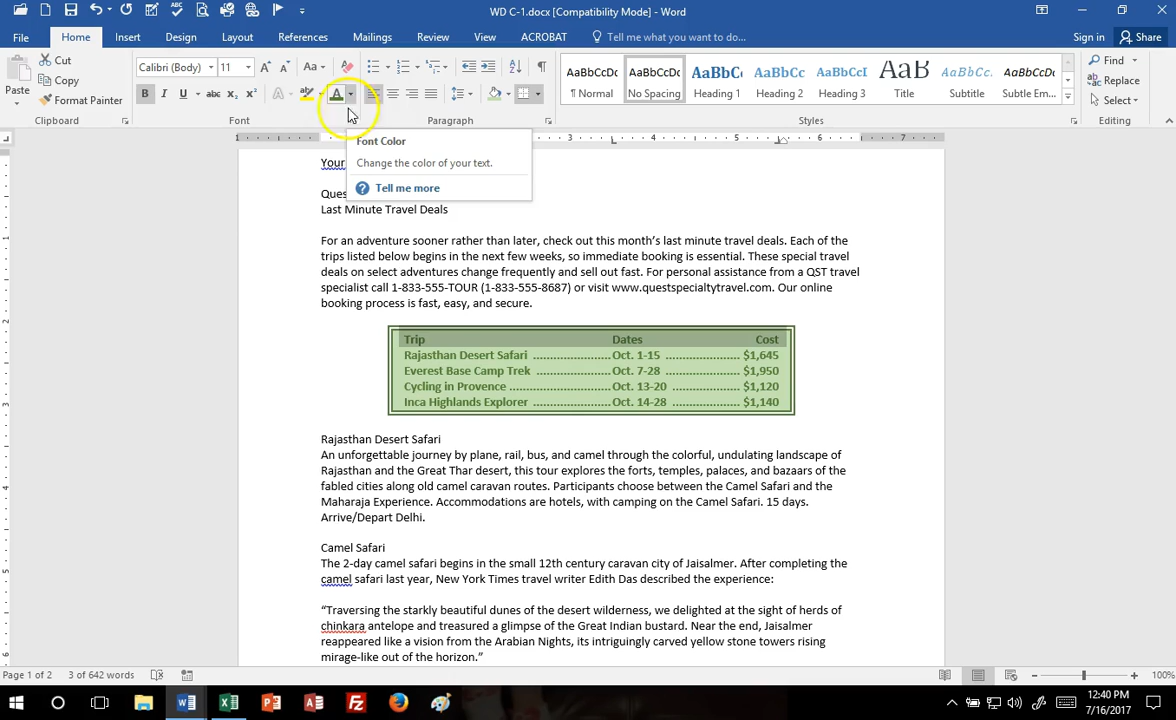 WD C-1.docx [Compatibility Mode] - Word
File Home Insert Design Layout References Mailings Review View ACROBAT Tell me what you want to do... Sign in Share
Paste
Cut
Copy
Format Painter
Clipboard
Calibri (Body) 11
Font
Paragraph
AaBbCcDc AaBbCcDc AaBbC AaBbCc AaBbCc AaB AaBbCcD AaBbCcDc
¶ Normal No Spacing Heading 1 Heading 2 Heading 3 Title Subtitle Subtle Em...
Styles
Find
Replace
Select
Editing
1 3 4 5 6 7
Font Color
Change the color of your text.
Tell me more
Your
Ques
Last Minute Travel Deals
For an adventure sooner rather than later, check out this month's last minute travel deals. Each of the
trips listed below begins in the next few weeks, so immediate booking is essential. These special travel
deals on select adventures change frequently and sell out fast. For personal assistance from a QST travel
specialist call 1-833-555-TOUR (1-833-555-8687) or visit www.questspecialtytravel.com. Our online
booking process is fast, easy, and secure.
Trip Dates Cost
Rajasthan Desert Safari ........................ Oct. 1-15 ...................... $1,645
Everest Base Camp Trek ....................... Oct. 7-28 ...................... $1,950
Cycling in Provence ............................... Oct. 13-20 .................... $1,120
Inca Highlands Explorer ........................ Oct. 14-28 .................... $1,140
Rajasthan Desert Safari
An unforgettable journey by plane, rail, bus, and camel through the colorful, undulating landscape of
Rajasthan and the Great Thar desert, this tour explores the forts, temples, palaces, and bazaars of the
fabled cities along old camel caravan routes. Participants choose between the Camel Safari and the
Maharaja Experience. Accommodations are hotels, with camping on the Camel Safari. 15 days.
Arrive/Depart Delhi.
Camel Safari
The 2-day camel safari begins in the small 12th century caravan city of Jaisalmer. After completing the
camel safari last year, New York Times travel writer Edith Das described the experience:
“Traversing the starkly beautiful dunes of the desert wilderness, we delighted at the sight of herds of
chinkara antelope and treasured a glimpse of the Great Indian bustard. Near the end, Jaisalmer
reappeared like a vision from the Arabian Nights, its intriguingly carved yellow stone towers rising
mirage-like out of the horizon.”
Page 1 of 2 3 of 642 words 100%
12:40 PM
7/16/2017